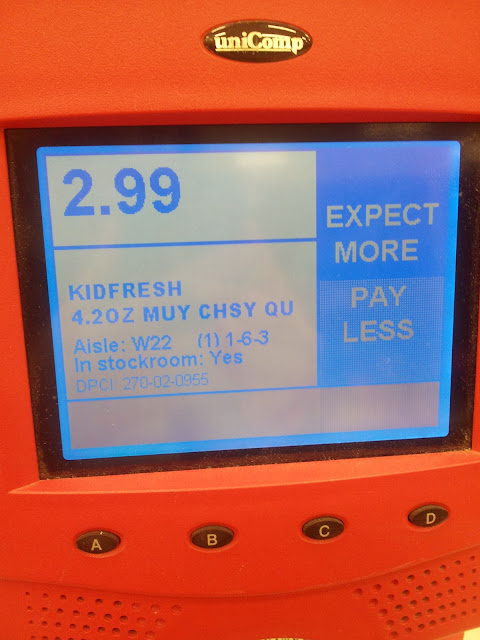 uniComp
2.99
EXPECT
MORE
PAY
LESS
KIDFRESH
4.2OZ MUY CHSY QU
Aisle: W22 (1) 1-6-3
In stockroom: Yes
DPCI: 270-02-0955
A B C D